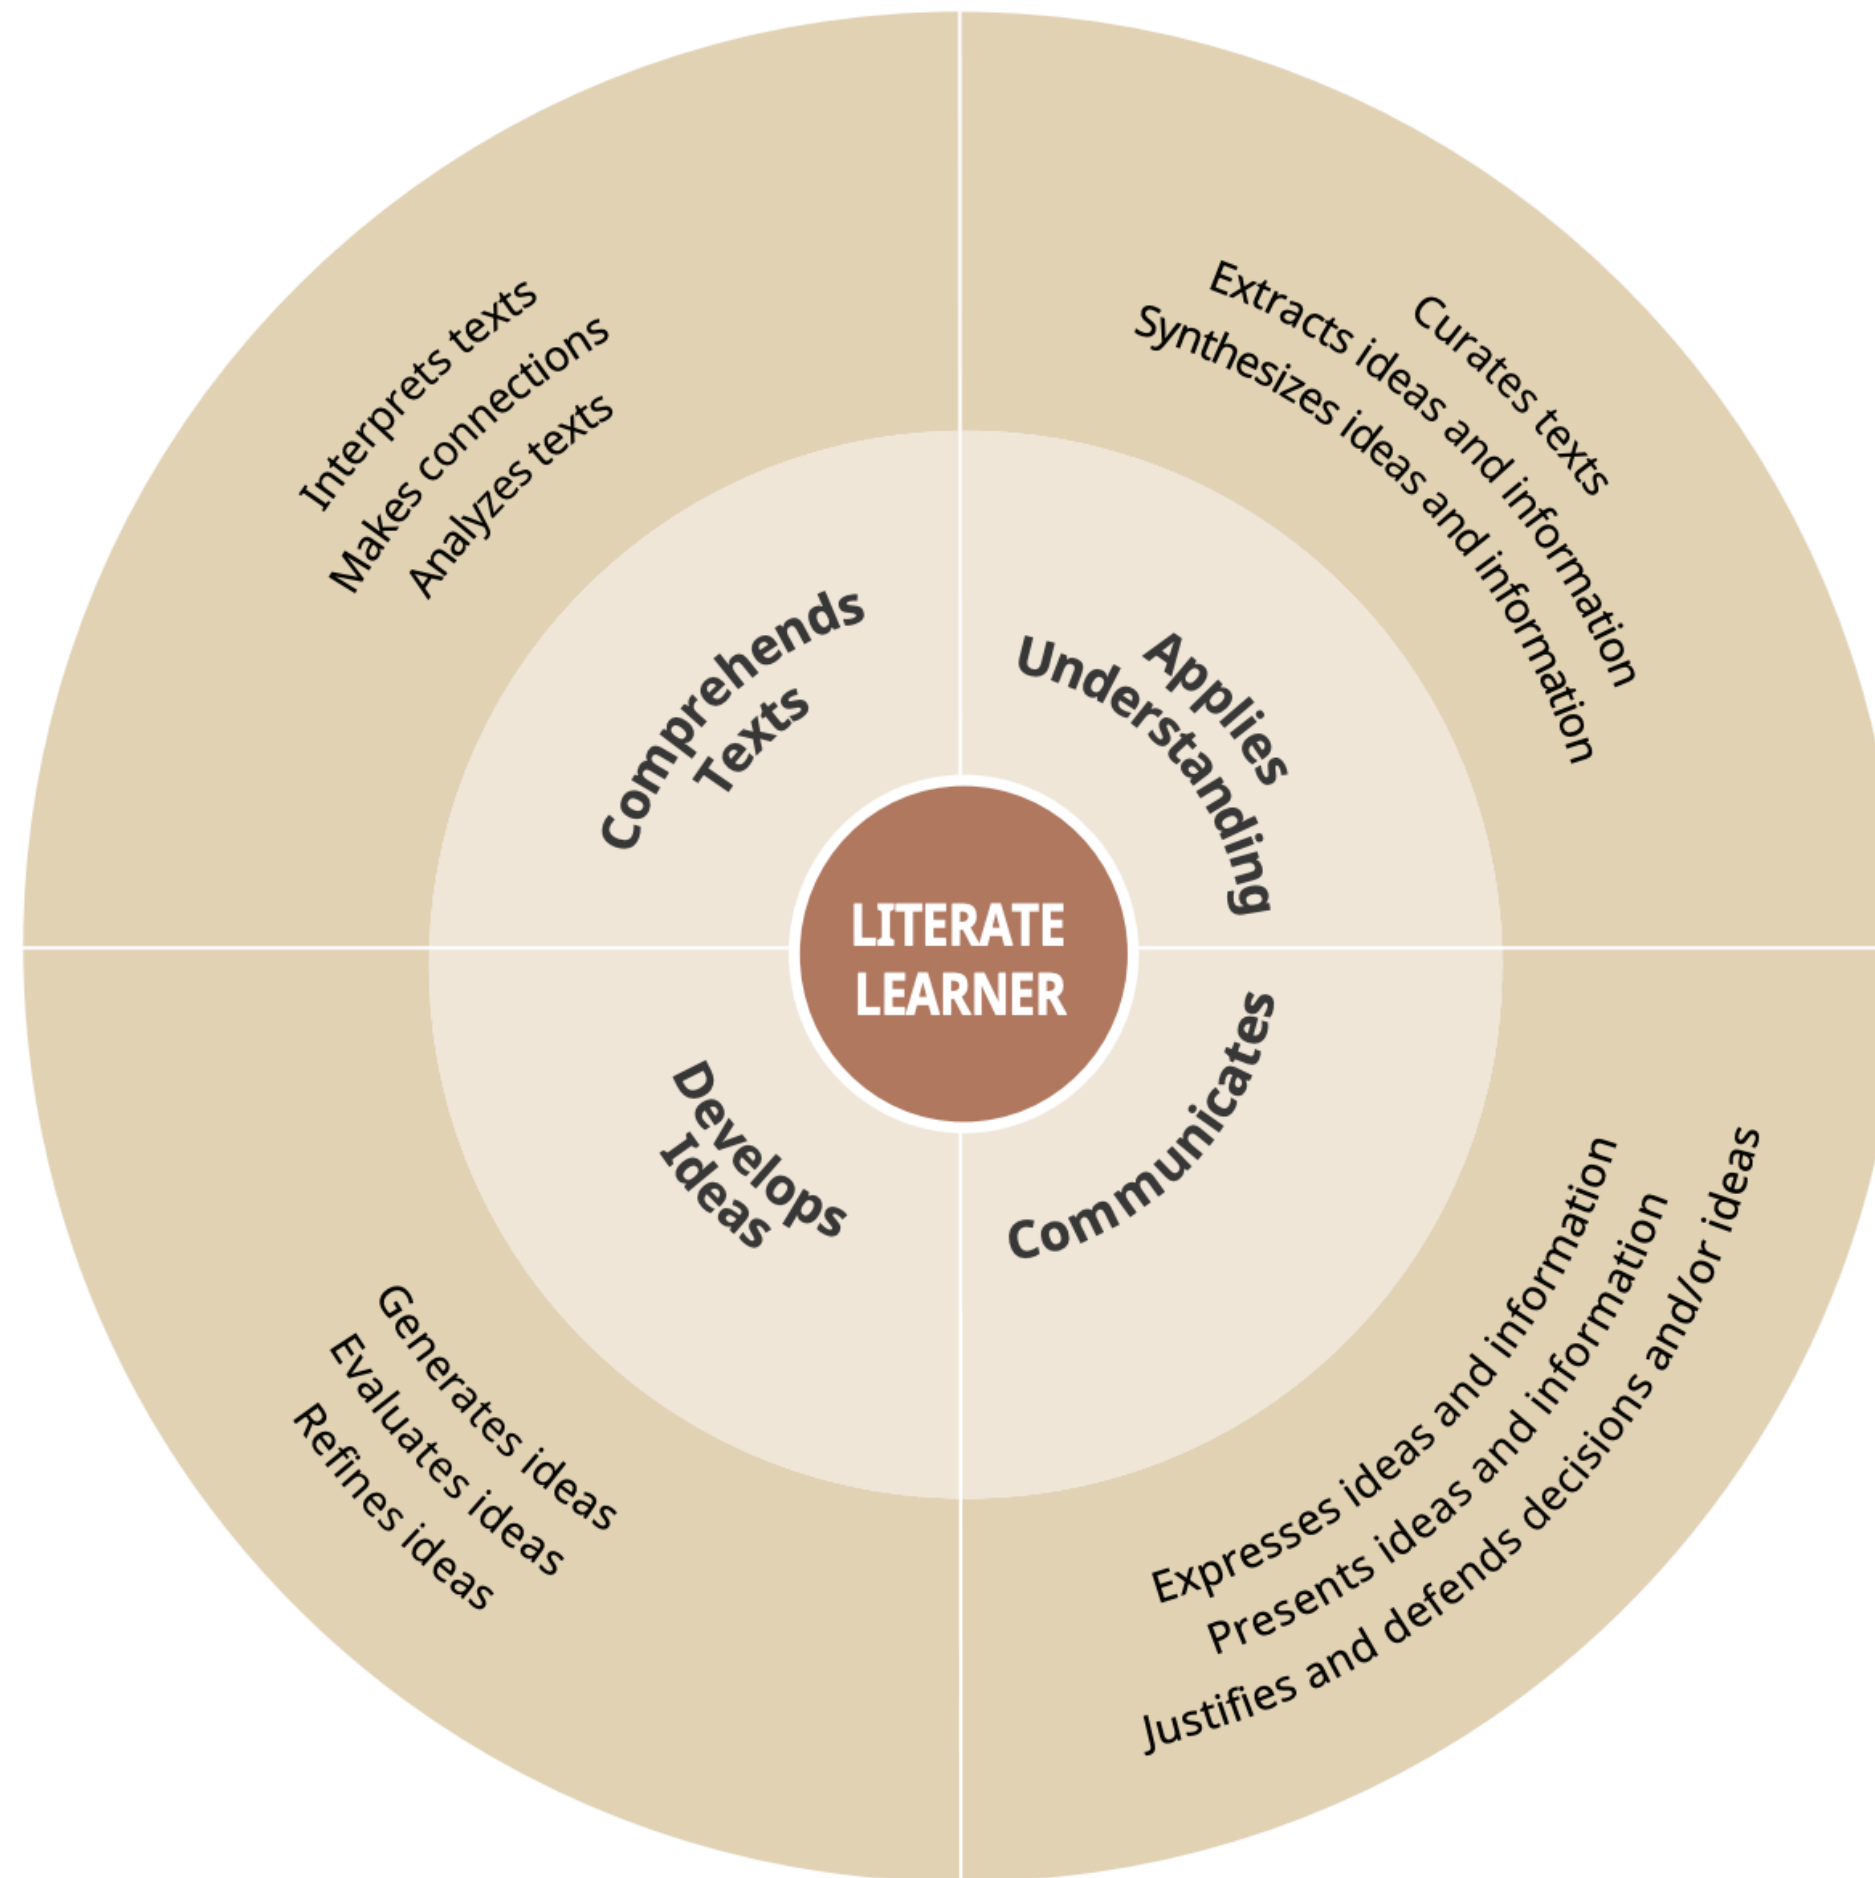 LITERATE
LEARNER
Comprehends
Texts
Interprets texts
Makes connections
Analyzes texts
Applies
Understanding
Curates texts
Extracts ideas and information
Synthesizes ideas and information
Communicates
Expresses ideas and information
Presents ideas and information
Justifies and defends decisions and/or ideas
Develops
Ideas
Generates ideas
Evaluates ideas
Refines ideas